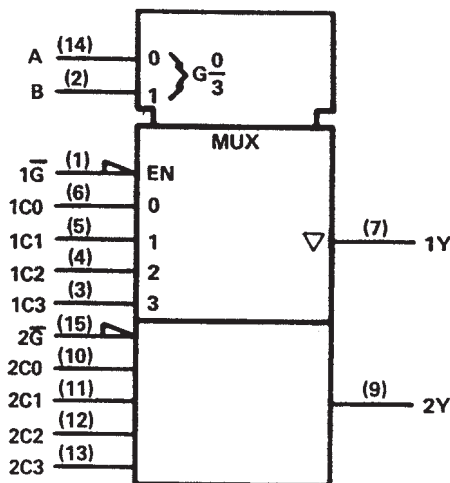 A (14) 0
B (2) 1
G 0/3
MUX
1G̅ (1) EN
1C0 (6) 0
1C1 (5) 1
1C2 (4) 2
1C3 (3) 3
(7) 1Y
2G̅ (15)
2C0 (10)
2C1 (11)
2C2 (12)
2C3 (13)
(9) 2Y